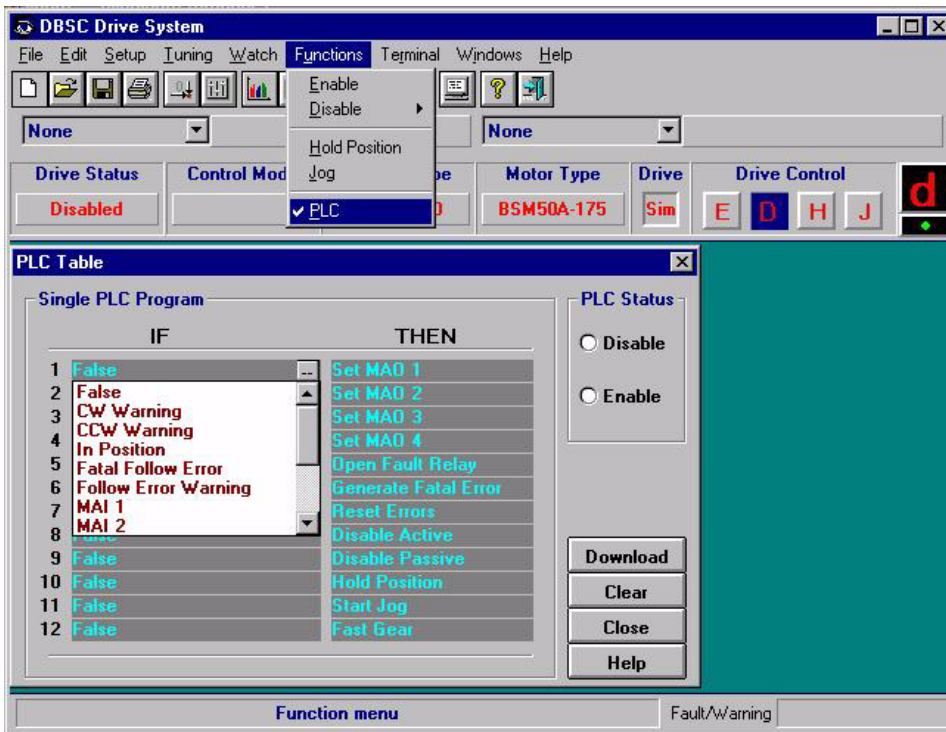 DBSC Drive System
File Edit Setup Tuning Watch Functions Terminal Windows Help
Enable
Disable
Hold Position
Jog
PLC
None
None
Drive Status
Control Mod
pe
Motor Type
Drive
Drive Control
Disabled
BSM50A-175
Sim
E D H J
d
PLC Table
Single PLC Program
PLC Status
IF THEN
Disable
Enable
1 False -- Set MAO 1
2 Set MAO 2
3 Set MAO 3
4 Set MAO 4
5 Open Fault Relay
6 Generate Fatal Error
7 Reset Errors
8 Disable Active
9 False Disable Passive
10 False Hold Position
11 False Start Jog
12 False Fast Gear
False
CW Warning
CCW Warning
In Position
Fatal Follow Error
Follow Error Warning
MAI 1
MAI 2
Download
Clear
Close
Help
Function menu
Fault/Warning